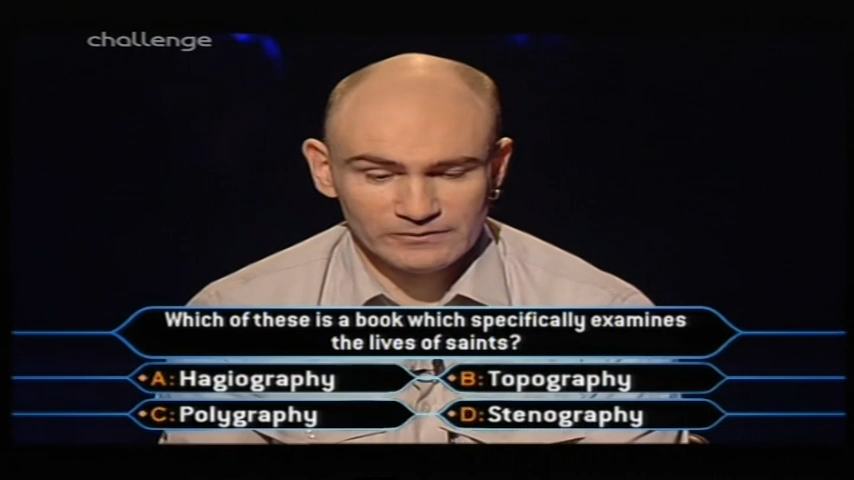 challenge
Which of these is a book which specifically examines
the lives of saints?
A: Hagiography
B: Topography
C: Polygraphy
D: Stenography